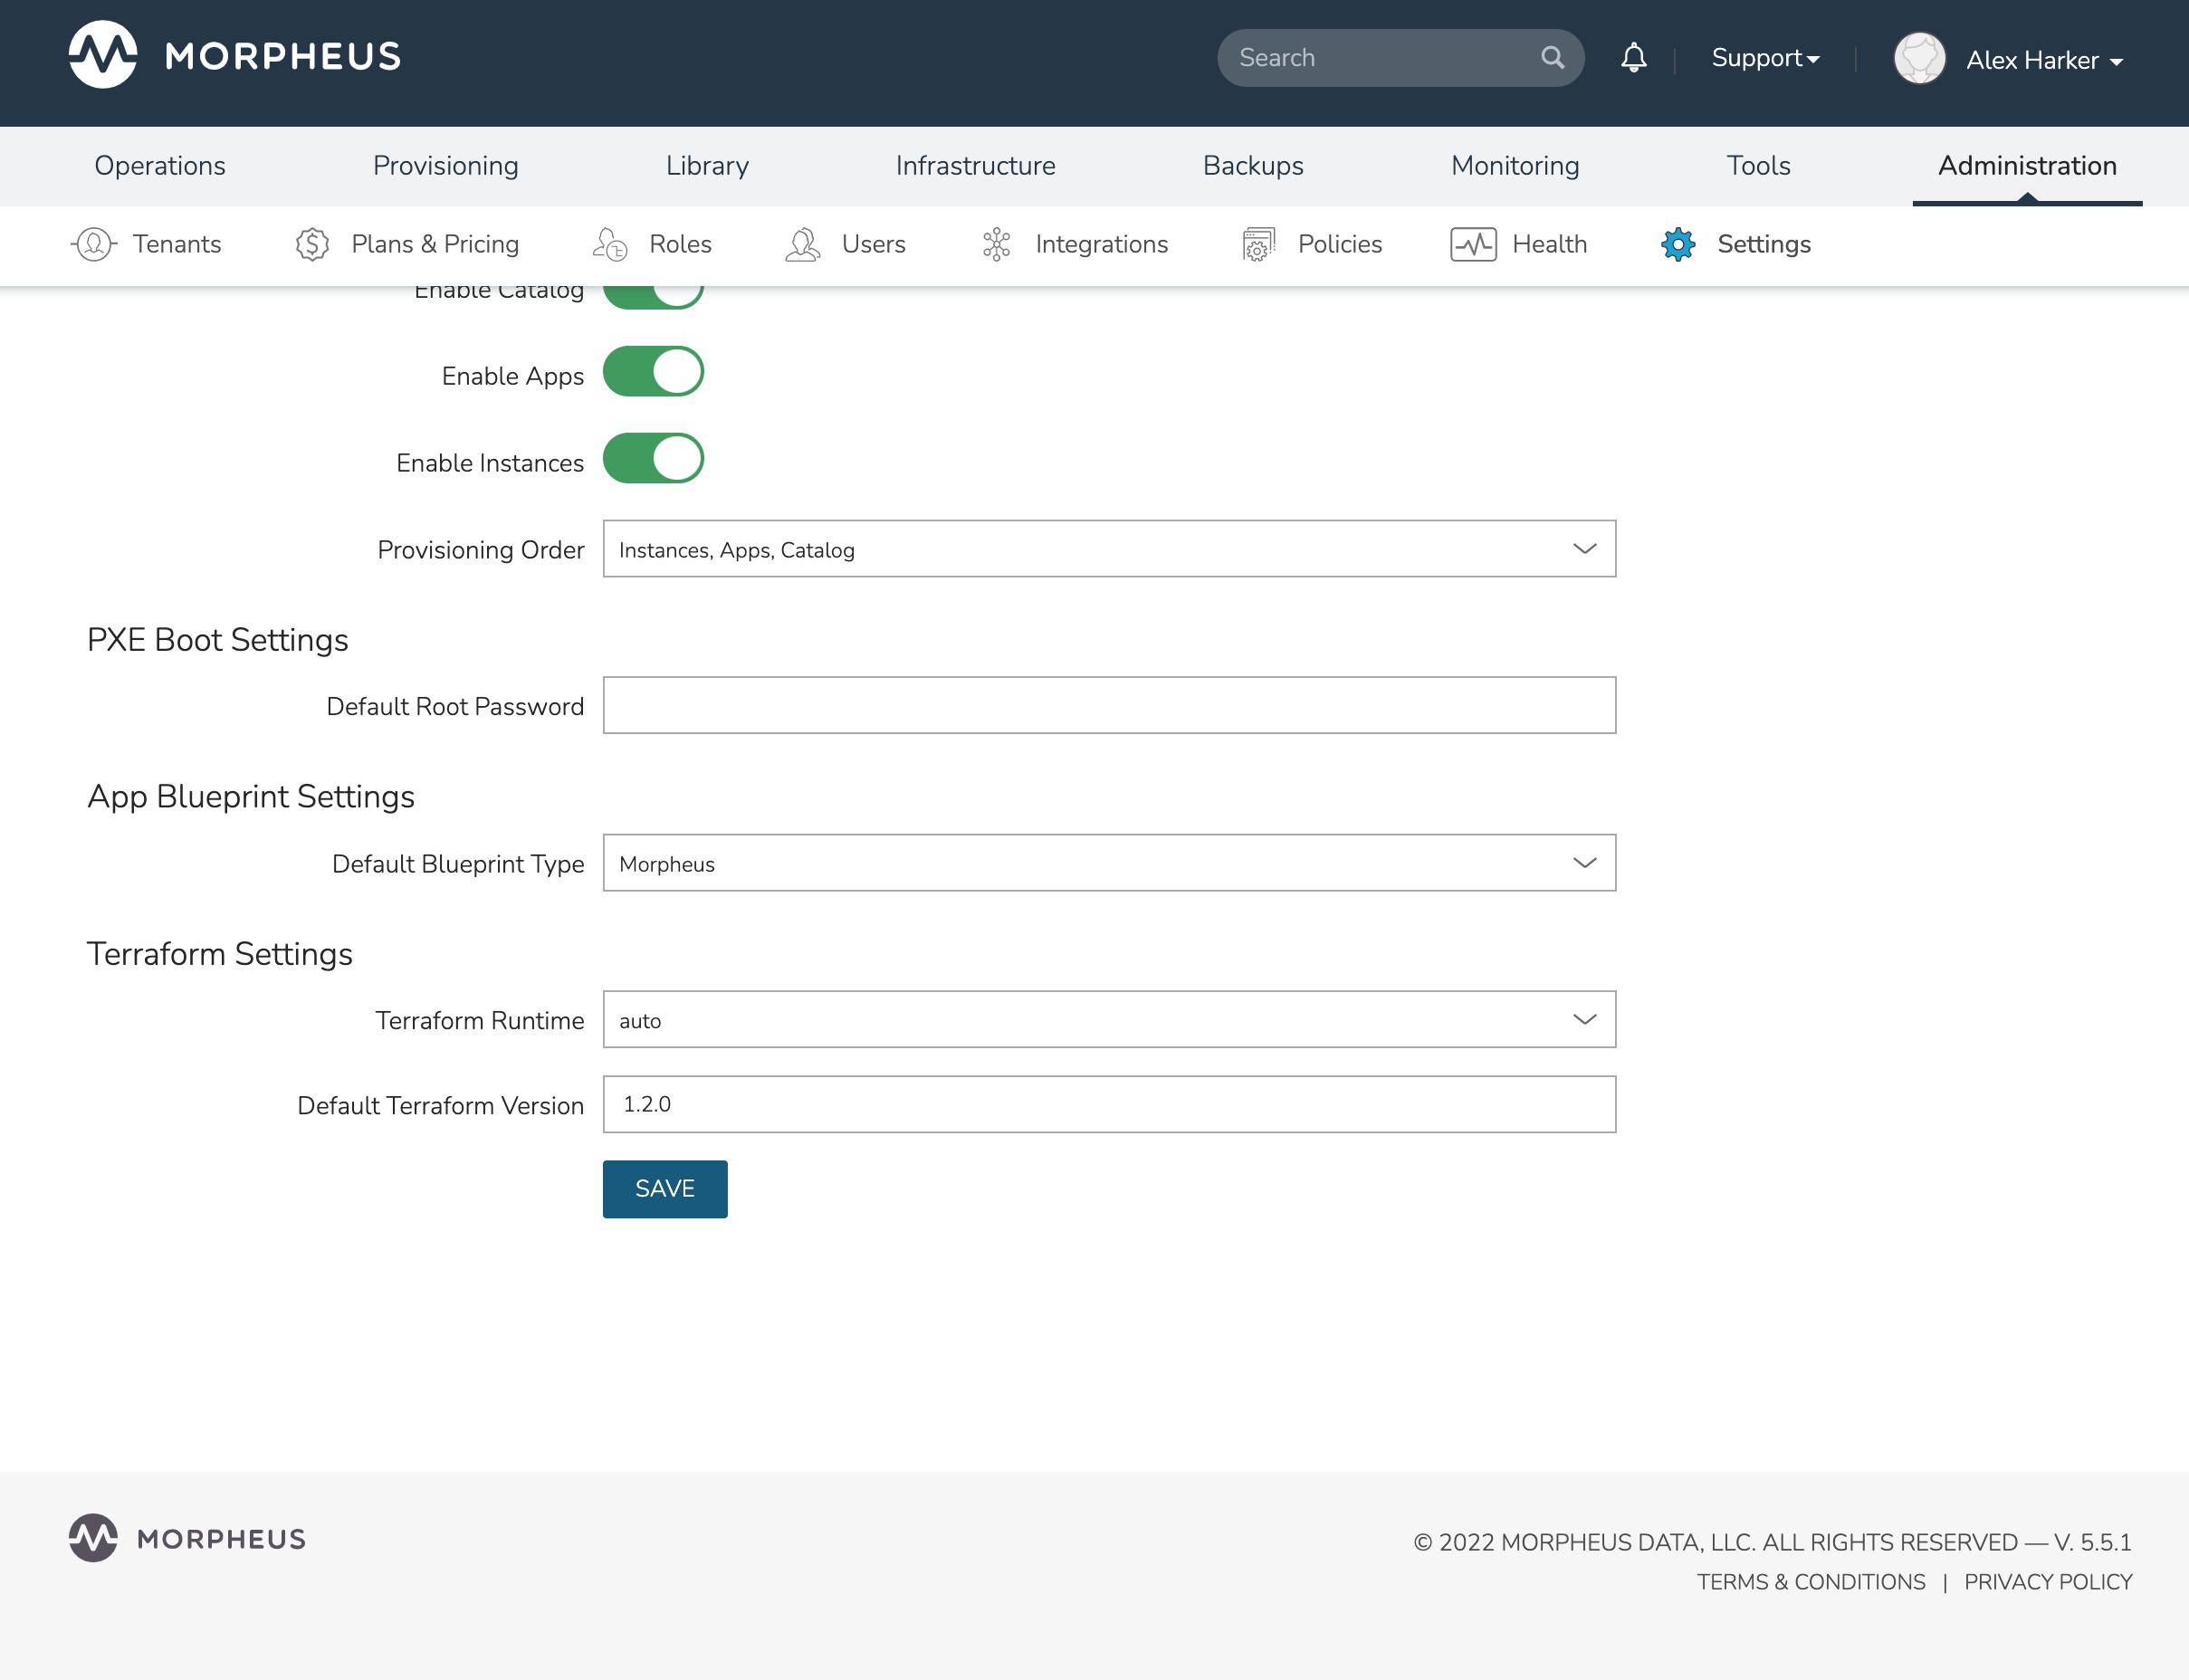 MORPHEUS
Search
Support
Alex Harker
Operations
Provisioning
Library
Infrastructure
Backups
Monitoring
Tools
Administration
Tenants
Plans & Pricing
Roles
Users
Integrations
Policies
Health
Settings
Enable Catalog
Enable Apps
Enable Instances
Provisioning Order
Instances, Apps, Catalog
PXE Boot Settings
Default Root Password
App Blueprint Settings
Default Blueprint Type
Morpheus
Terraform Settings
Terraform Runtime
auto
Default Terraform Version
1.2.0
SAVE
MORPHEUS
© 2022 MORPHEUS DATA, LLC. ALL RIGHTS RESERVED — V. 5.5.1
TERMS & CONDITIONS | PRIVACY POLICY